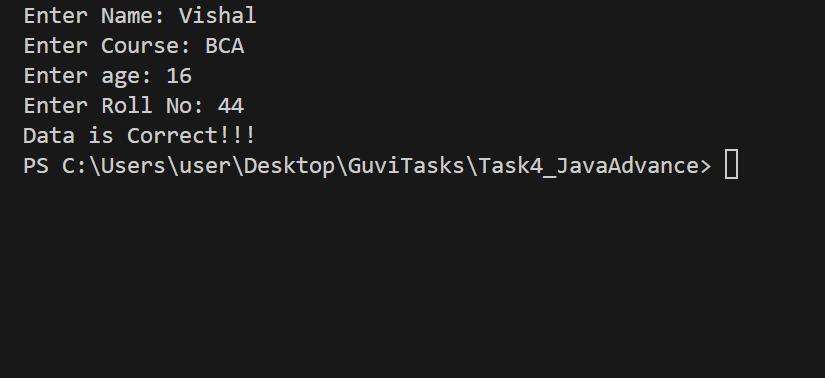 Enter Name: Vishal
Enter Course: BCA
Enter age: 16
Enter Roll No: 44
Data is Correct!!!
PS C:\Users\user\Desktop\GuviTasks\Task4_JavaAdvance>